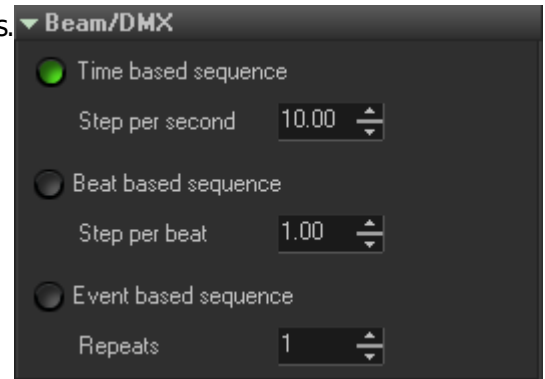 s.
Beam/DMX
Time based sequence
Step per second 10.00
Beat based sequence
Step per beat 1.00
Event based sequence
Repeats 1